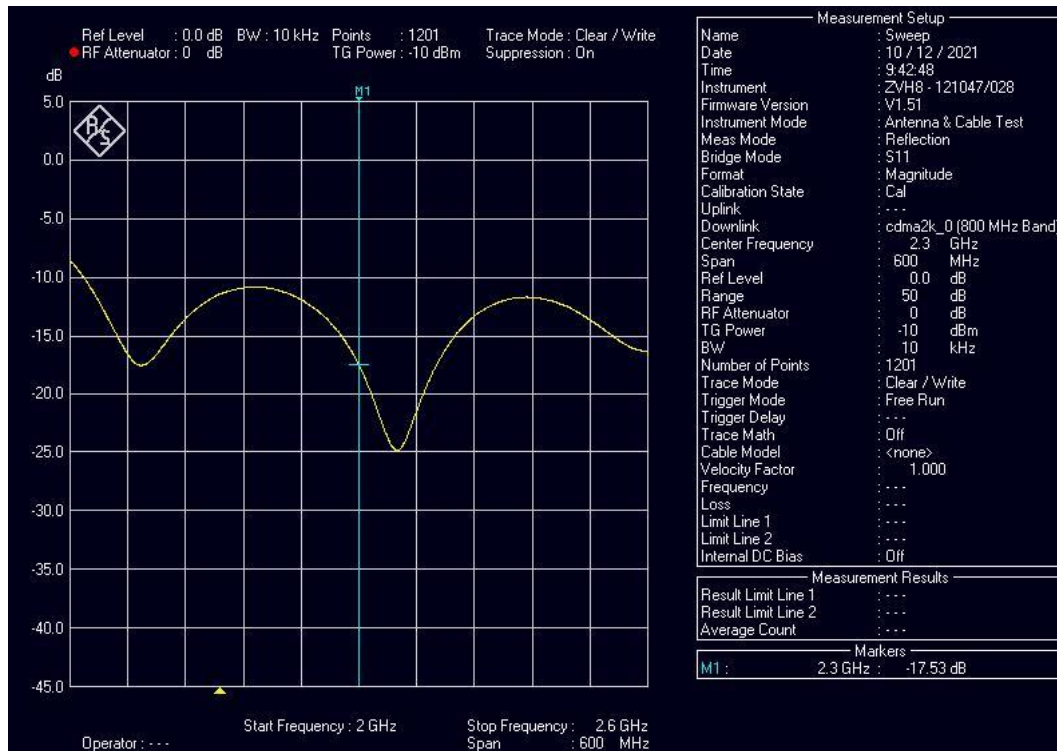 Ref Level : 0.0 dB BW : 10 kHz Points : 1201 Trace Mode : Clear / Write
RF Attenuator : 0 dB TG Power : -10 dBm Suppression : On
dB
M1
5.0
R&S
0.0
-5.0
-10.0
-15.0
-20.0
-25.0
-30.0
-35.0
-40.0
-45.0
Start Frequency : 2 GHz Stop Frequency : 2.6 GHz
Operator : - - - Span : 600 MHz
Measurement Setup
Name : Sweep
Date : 10 / 12 / 2021
Time : 9:42:48
Instrument : ZVH8 - 121047/028
Firmware Version : V1.51
Instrument Mode : Antenna & Cable Test
Meas Mode : Reflection
Bridge Mode : S11
Format : Magnitude
Calibration State : Cal
Uplink : - - -
Downlink : cdma2k_0 (800 MHz Band)
Center Frequency : 2.3 GHz
Span : 600 MHz
Ref Level : 0.0 dB
Range : 50 dB
RF Attenuator : 0 dB
TG Power : -10 dBm
BW : 10 kHz
Number of Points : 1201
Trace Mode : Clear / Write
Trigger Mode : Free Run
Trigger Delay : - - -
Trace Math : Off
Cable Model : <none>
Velocity Factor : 1.000
Frequency : - - -
Loss : - - -
Limit Line 1 : - - -
Limit Line 2 : - - -
Internal DC Bias : Off
Measurement Results
Result Limit Line 1 : - - -
Result Limit Line 2 : - - -
Average Count : - - -
Markers
M1 : 2.3 GHz : -17.53 dB